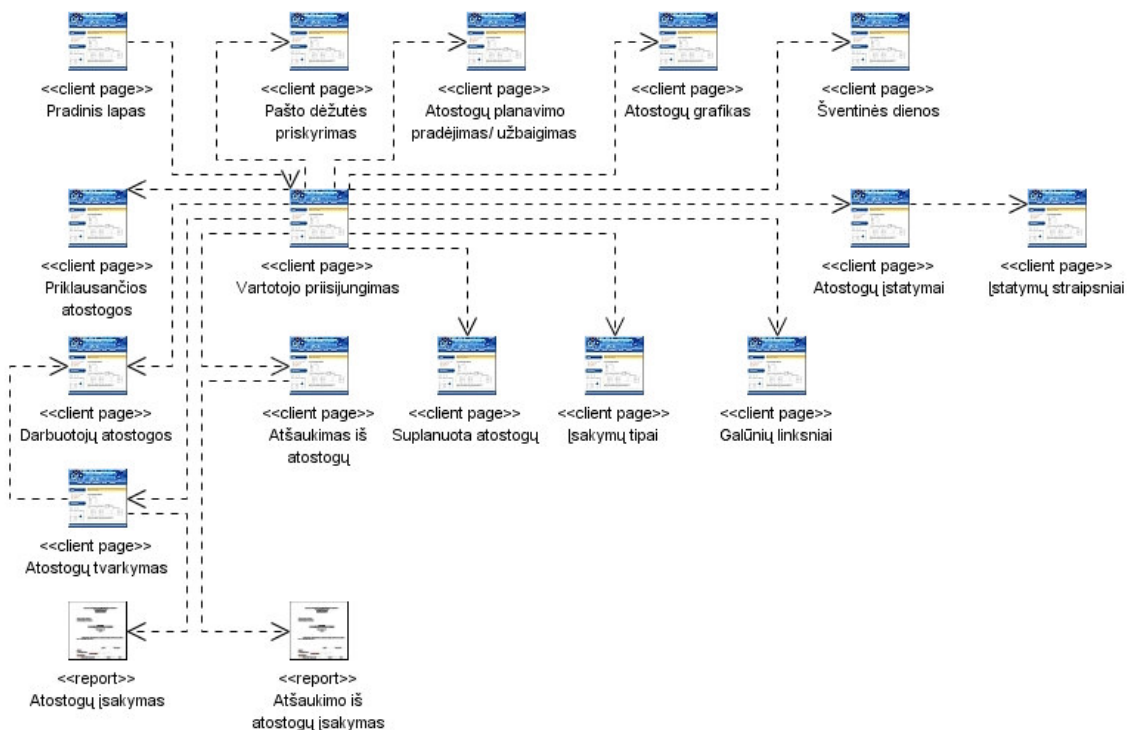 <<client page>>
Pradinis lapas
<<client page>>
Pašto dėžutės
priskyrimas
<<client page>>
Atostogų planavimo
pradėjimas/ užbaigimas
<<client page>>
Atostogų grafikas
<<client page>>
Šventinės dienos
<<client page>>
Priklausančios
atostogos
<<client page>>
Vartotojo priisijungimas
<<client page>>
Atostogų įstatymai
<<client page>>
Įstatymų straipsniai
<<client page>>
Darbuotojų atostogos
<<client page>>
Atšaukimas iš
atostogų
<<client page>>
Suplanuota atostogų
<<client page>>
Įsakymų tipai
<<client page>>
Galūnių linksniai
<<client page>>
Atostogų tvarkymas
<<report>>
Atostogų įsakymas
<<report>>
Atšaukimo iš
atostogų įsakymas